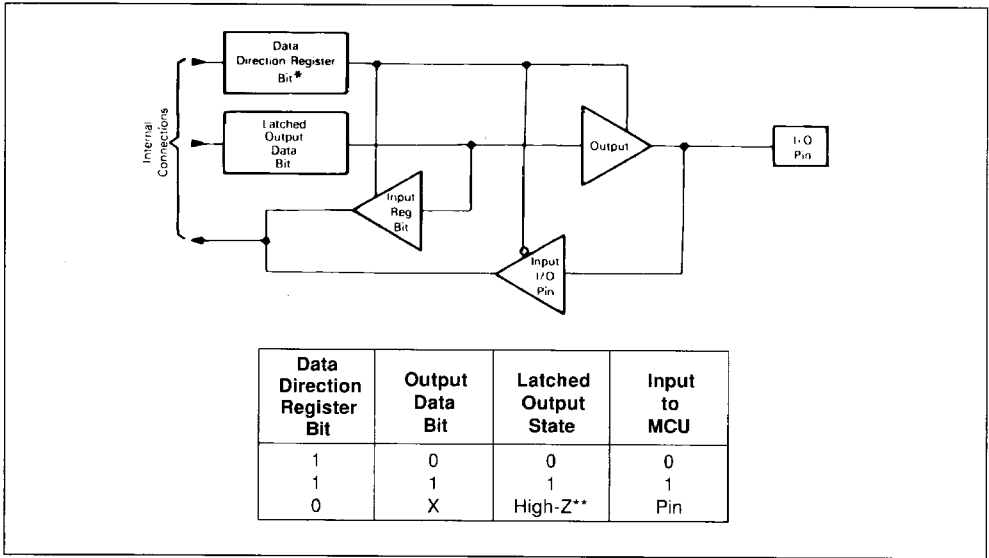 Data
Direction Register
Bit*
Latched
Output
Data
Bit
Internal
Connections
Input
Reg
Bit
Output
I/O
Pin
Input
I/O
Pin
Data
Direction
Register
Bit
Output
Data
Bit
Latched
Output
State
Input
to
MCU
1 0 0 0
1 1 1 1
0 X High-Z** Pin